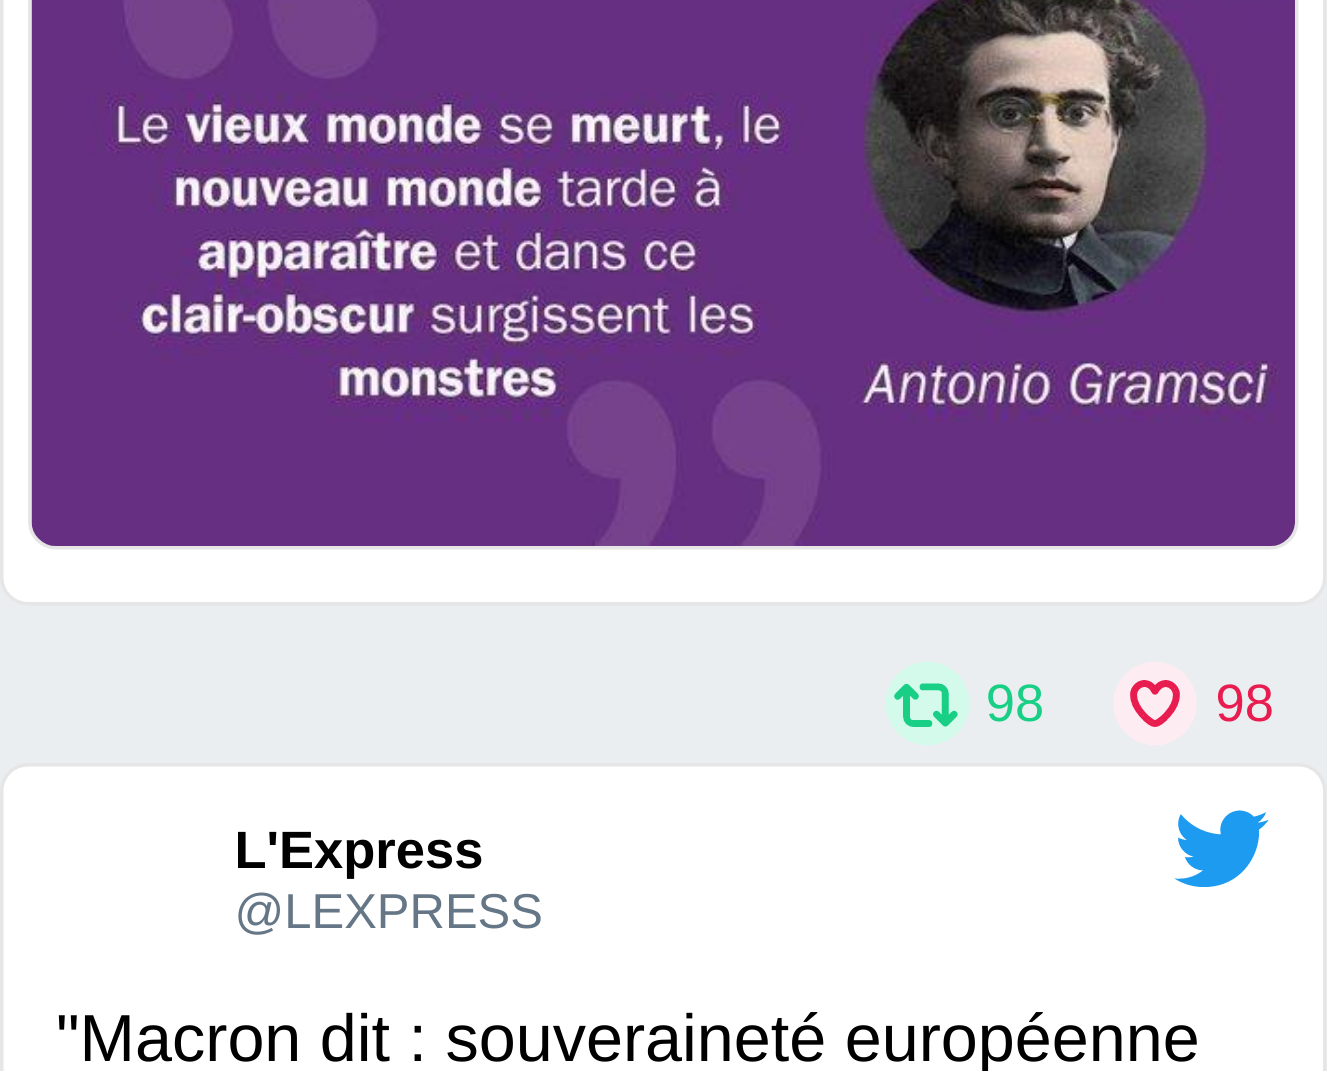 Le vieux monde se meurt, le
nouveau monde tarde à
apparaître et dans ce
clair-obscur surgissent les
monstres
Antonio Gramsci
98 98
L'Express
@LEXPRESS
"Macron dit : souveraineté européenne